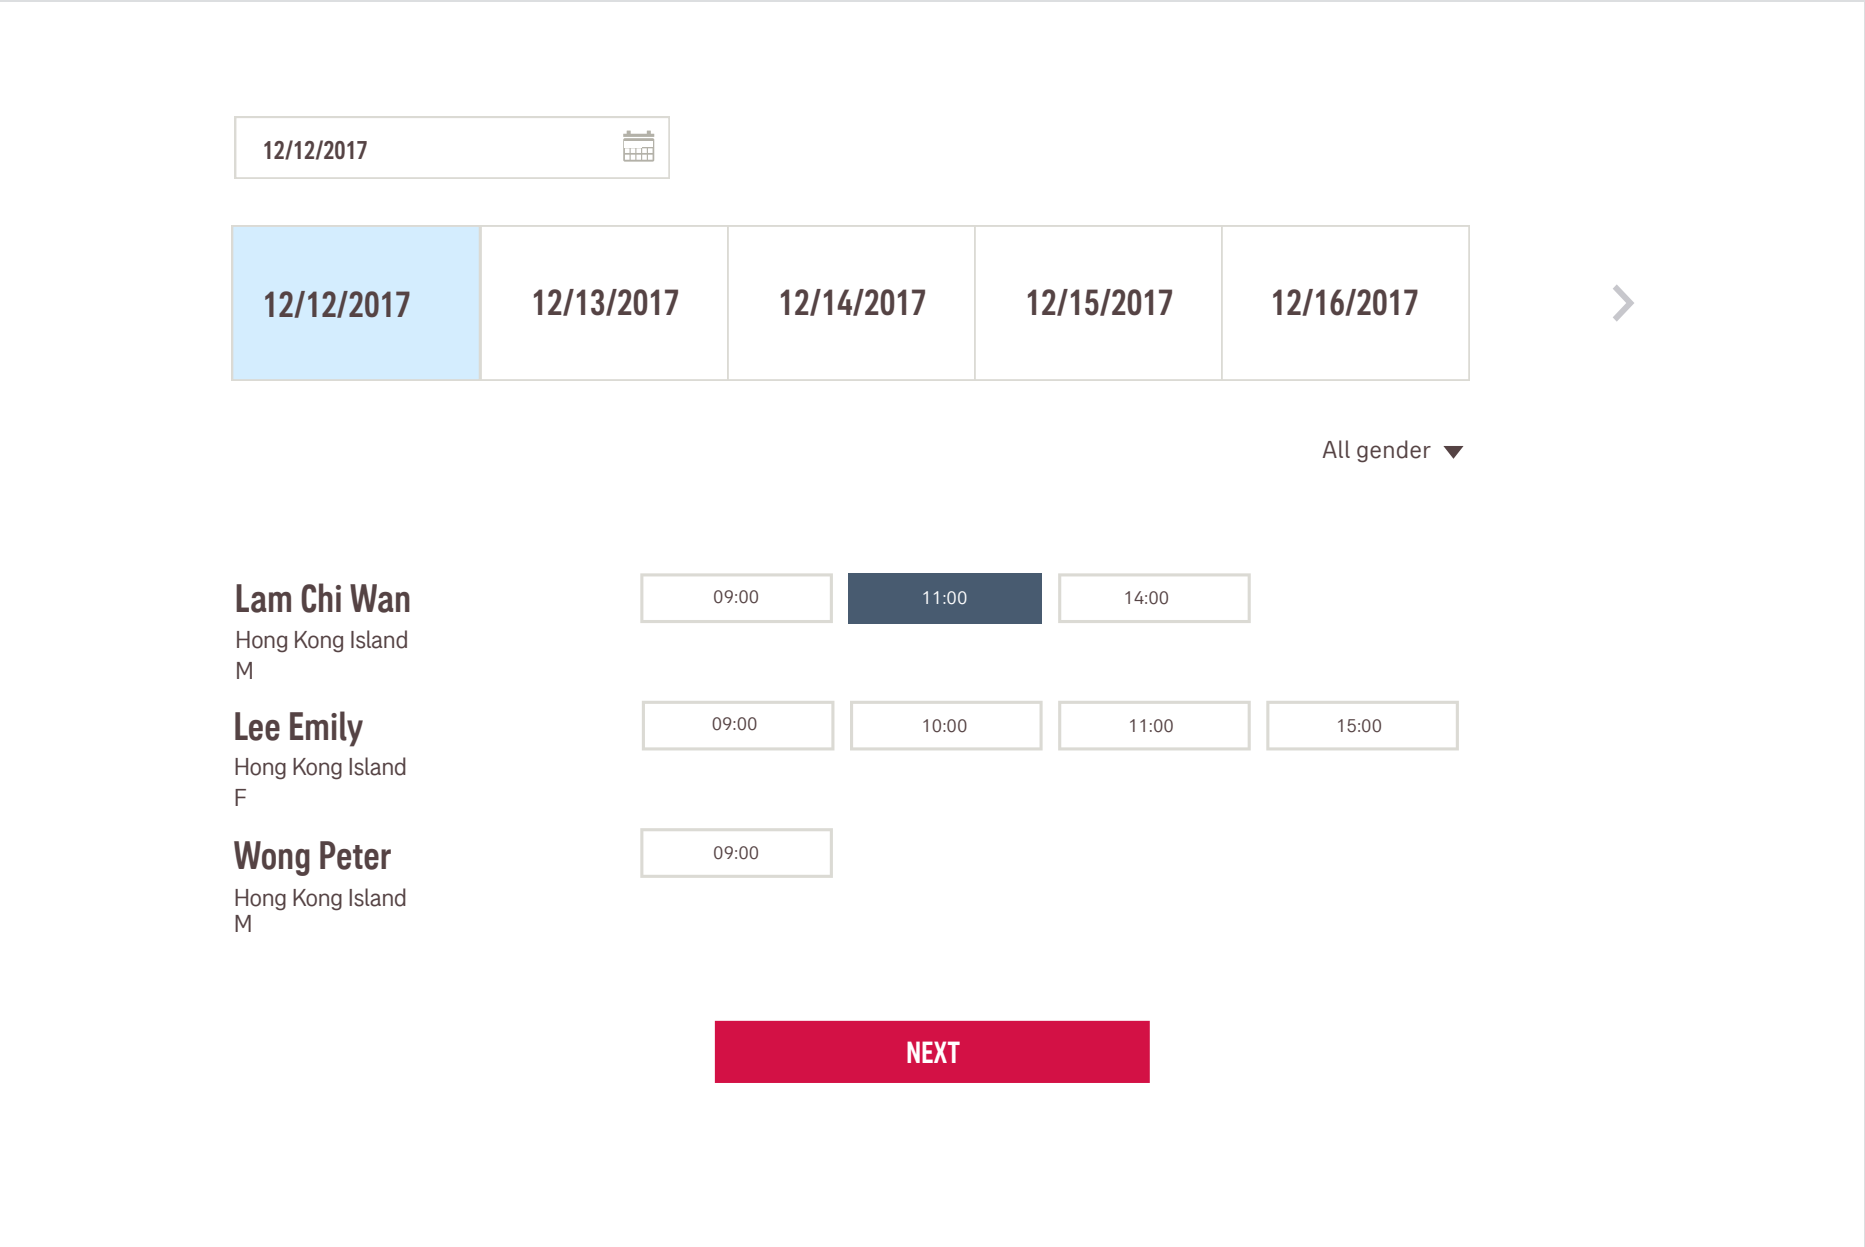 12/12/2017
12/12/2017 12/13/2017 12/14/2017 12/15/2017 12/16/2017
All gender
Lam Chi Wan 09:00 11:00 14:00
Hong Kong Island
M
Lee Emily 09:00 10:00 11:00 15:00
Hong Kong Island
F
Wong Peter 09:00
Hong Kong Island
M
NEXT